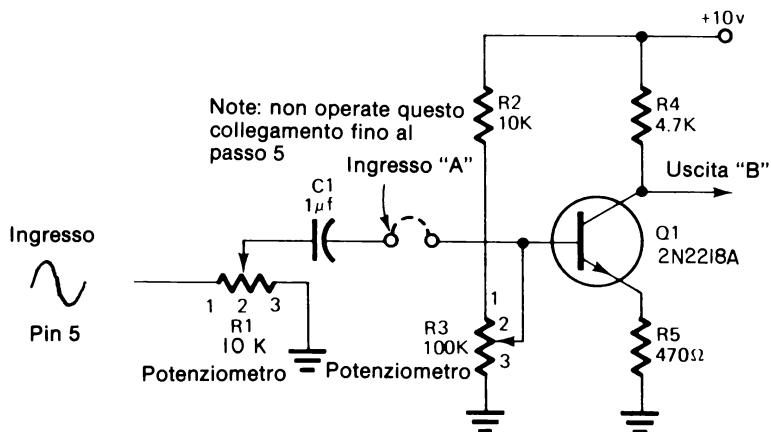 +10v
R2
10K
R4
4.7K
Note: non operate questo
collegamento fino al
passo 5
Ingresso "A"
Uscita "B"
C1
1μf
Ingresso
Q1
2N22I8A
Pin 5
1 2 3
R1
10 K
Potenziometro
1
2
3
R3
100K
Potenziometro
R5
470Ω